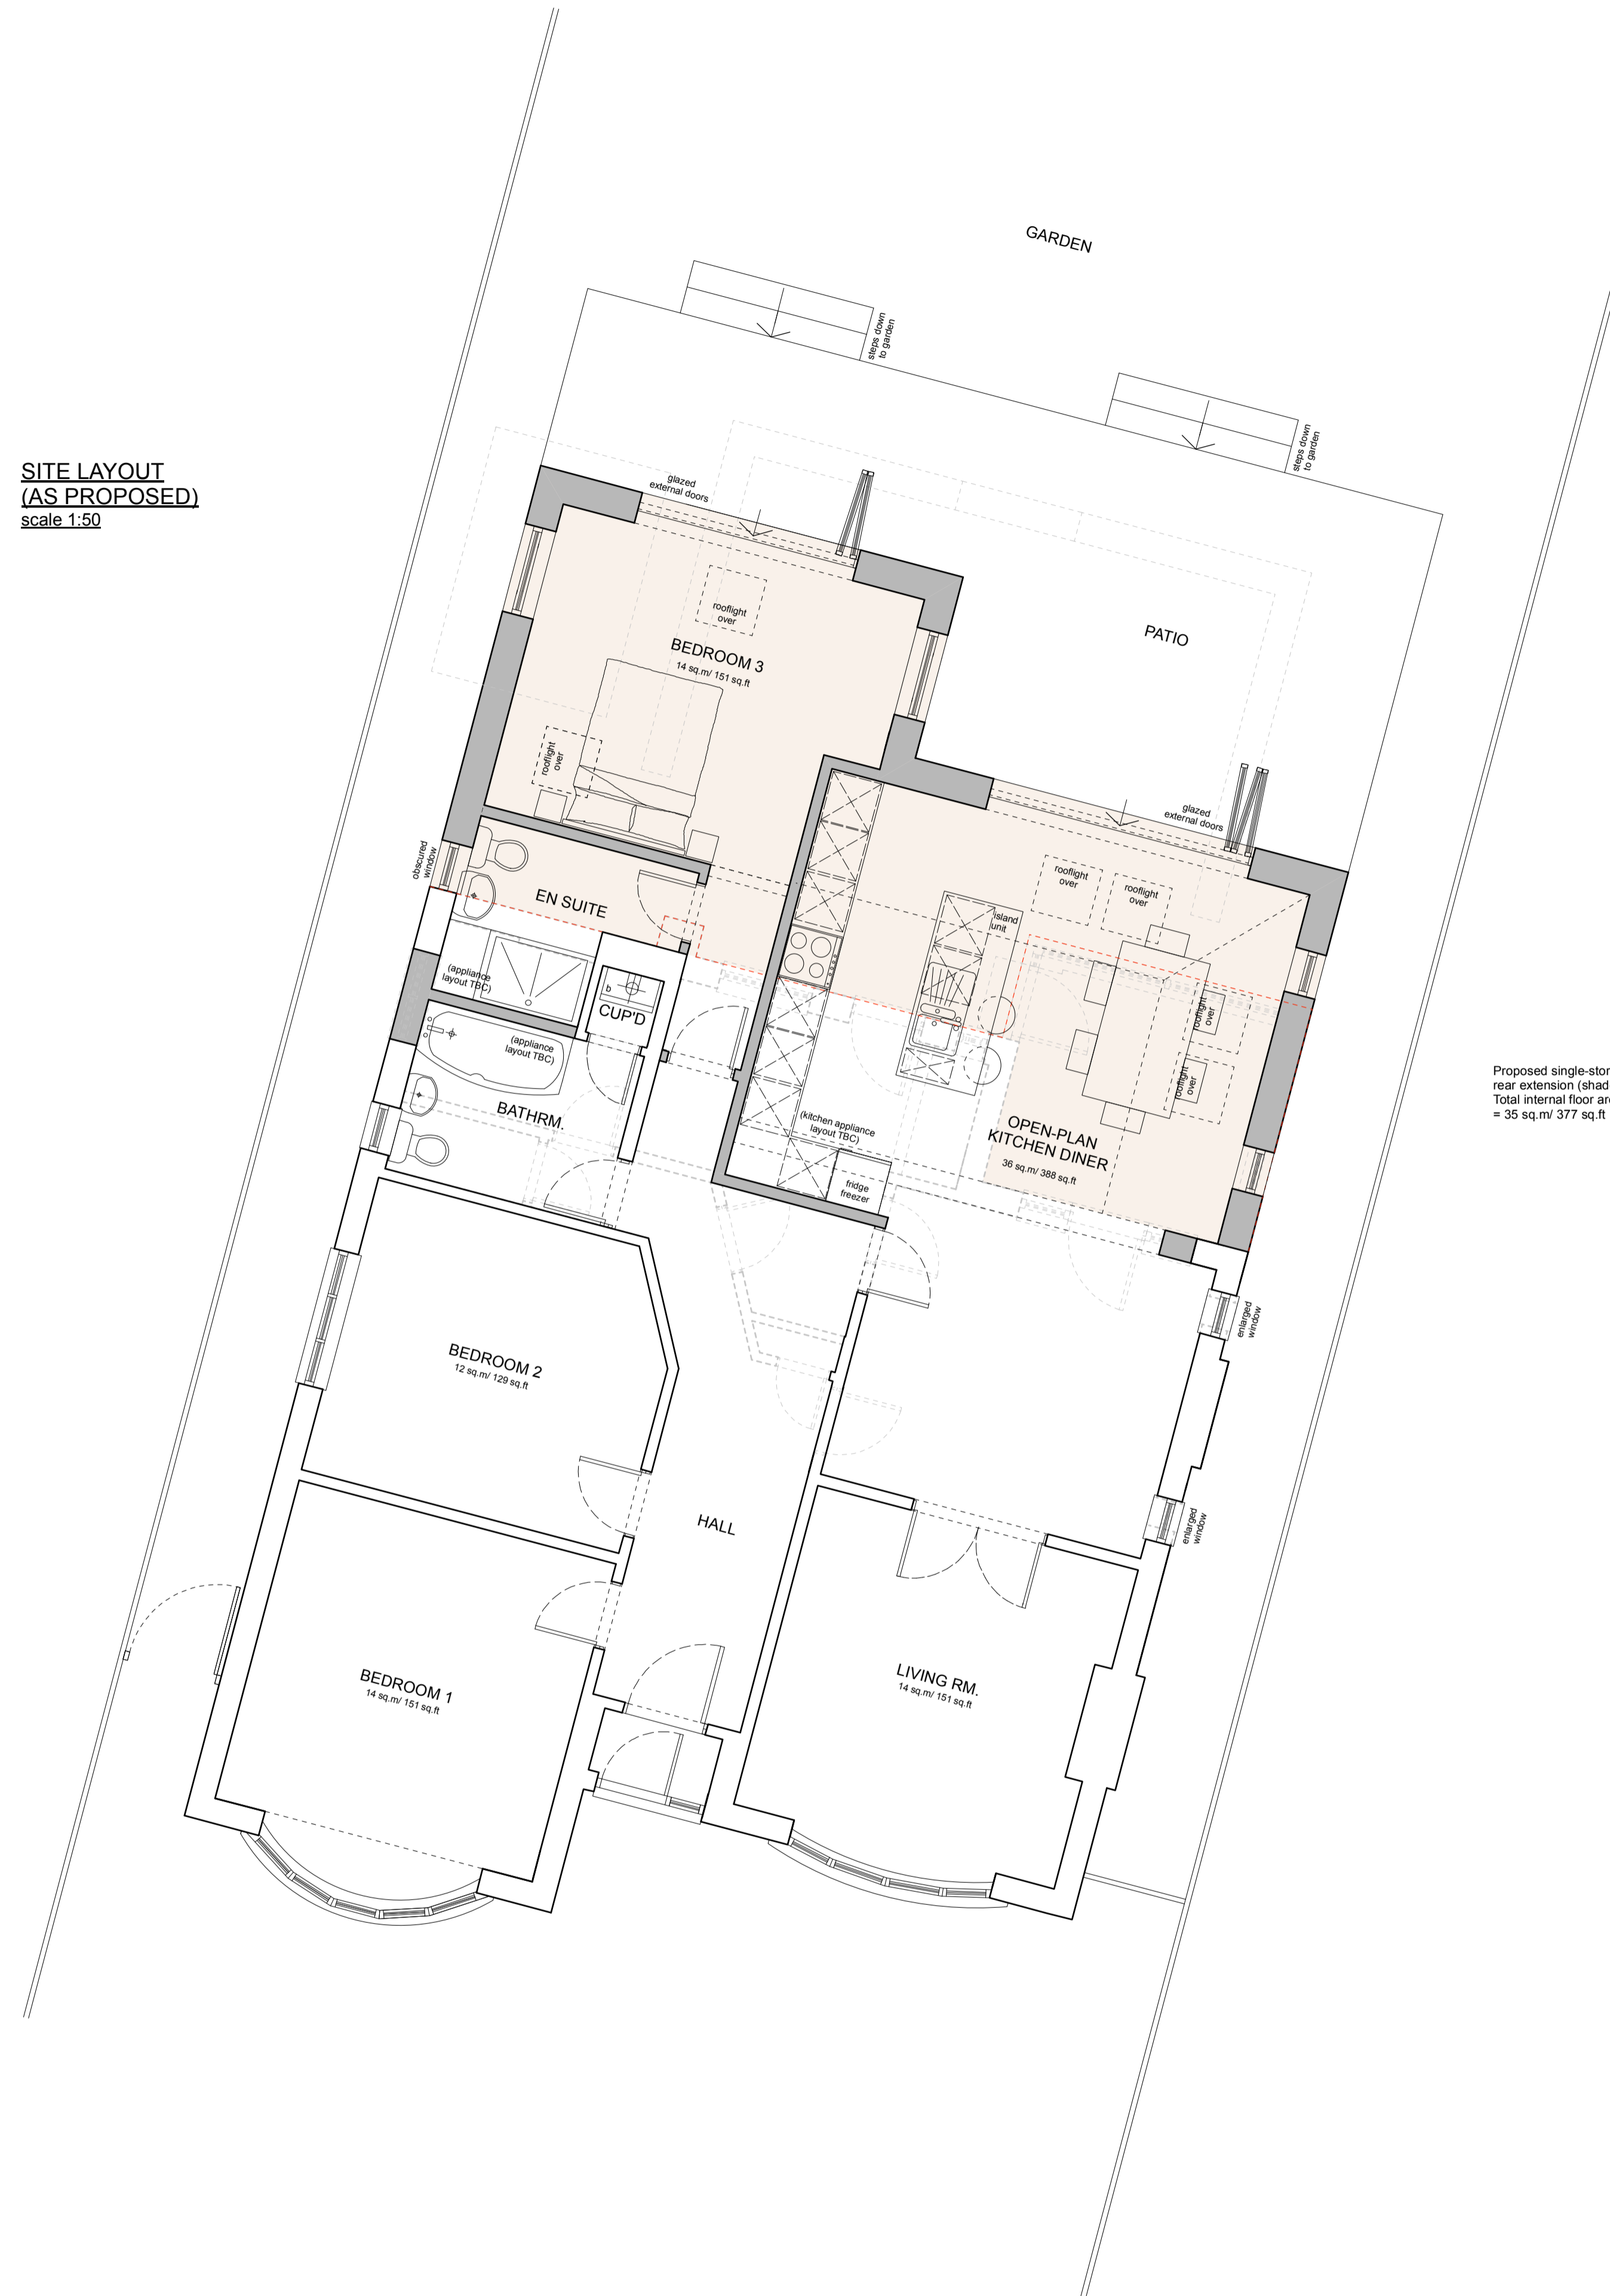 GARDEN
steps down
to garden
steps down
to garden
SITE LAYOUT
(AS PROPOSED)
scale 1:50
glazed
external doors
rooflight
over
PATIO
BEDROOM 3
14 sq.m/ 151 sq.ft
rooflight
over
glazed
external doors
obscured
window
rooflight
over
rooflight
over
EN SUITE
island
unit
(appliance
layout TBC)
b
CUP'D
rooflight
over
(appliance
layout TBC)
rooflight
over
BATHRM.
(kitchen appliance
layout TBC)
OPEN-PLAN
KITCHEN DINER
36 sq.m/ 388 sq.ft
fridge
freezer
Proposed single-stor
rear extension (shad
Total internal floor are
= 35 sq.m/ 377 sq.ft
enlarged
window
BEDROOM 2
12 sq.m/ 129 sq.ft
HALL
enlarged
window
BEDROOM 1
14 sq.m/ 151 sq.ft
LIVING RM.
14 sq.m/ 151 sq.ft